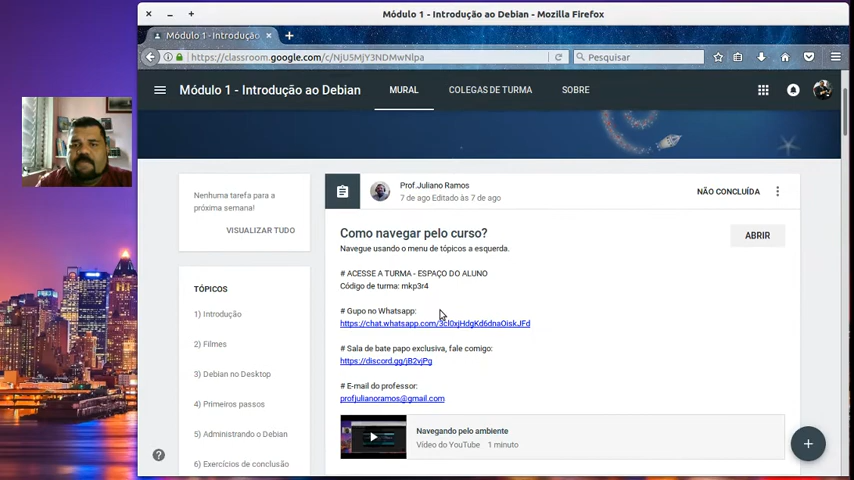 Módulo 1 - Introdução ao Debian - Mozilla Firefox
Módulo 1 - Introdução
https://classroom.google.com/c/NjU5MjY3NDMwNlpa
Pesquisar
Módulo 1 - Introdução ao Debian
MURAL
COLEGAS DE TURMA
SOBRE
Nenhuma tarefa para a
próxima semana!
VISUALIZAR TUDO
TÓPICOS
1) Introdução
2) Filmes
3) Debian no Desktop
4) Primeiros passos
5) Administrando o Debian
6) Exercícios de conclusão
Prof.Juliano Ramos
7 de ago Editado às 7 de ago
NÃO CONCLUÍDA
Como navegar pelo curso?
ABRIR
Navegue usando o menu de tópicos a esquerda.
# ACESSE A TURMA - ESPAÇO DO ALUNO
Código de turma: mkp3r4
# Gupo no Whatsapp:
https://chat.whatsapp.com/3cl0xjHdgKd6dnaOiskJFd
# Sala de bate papo exclusiva, fale comigo:
https://discord.gg/jB2vjPg
# E-mail do professor:
profjulianoramos@gmail.com
Navegando pelo ambiente
Vídeo do YouTube 1 minuto